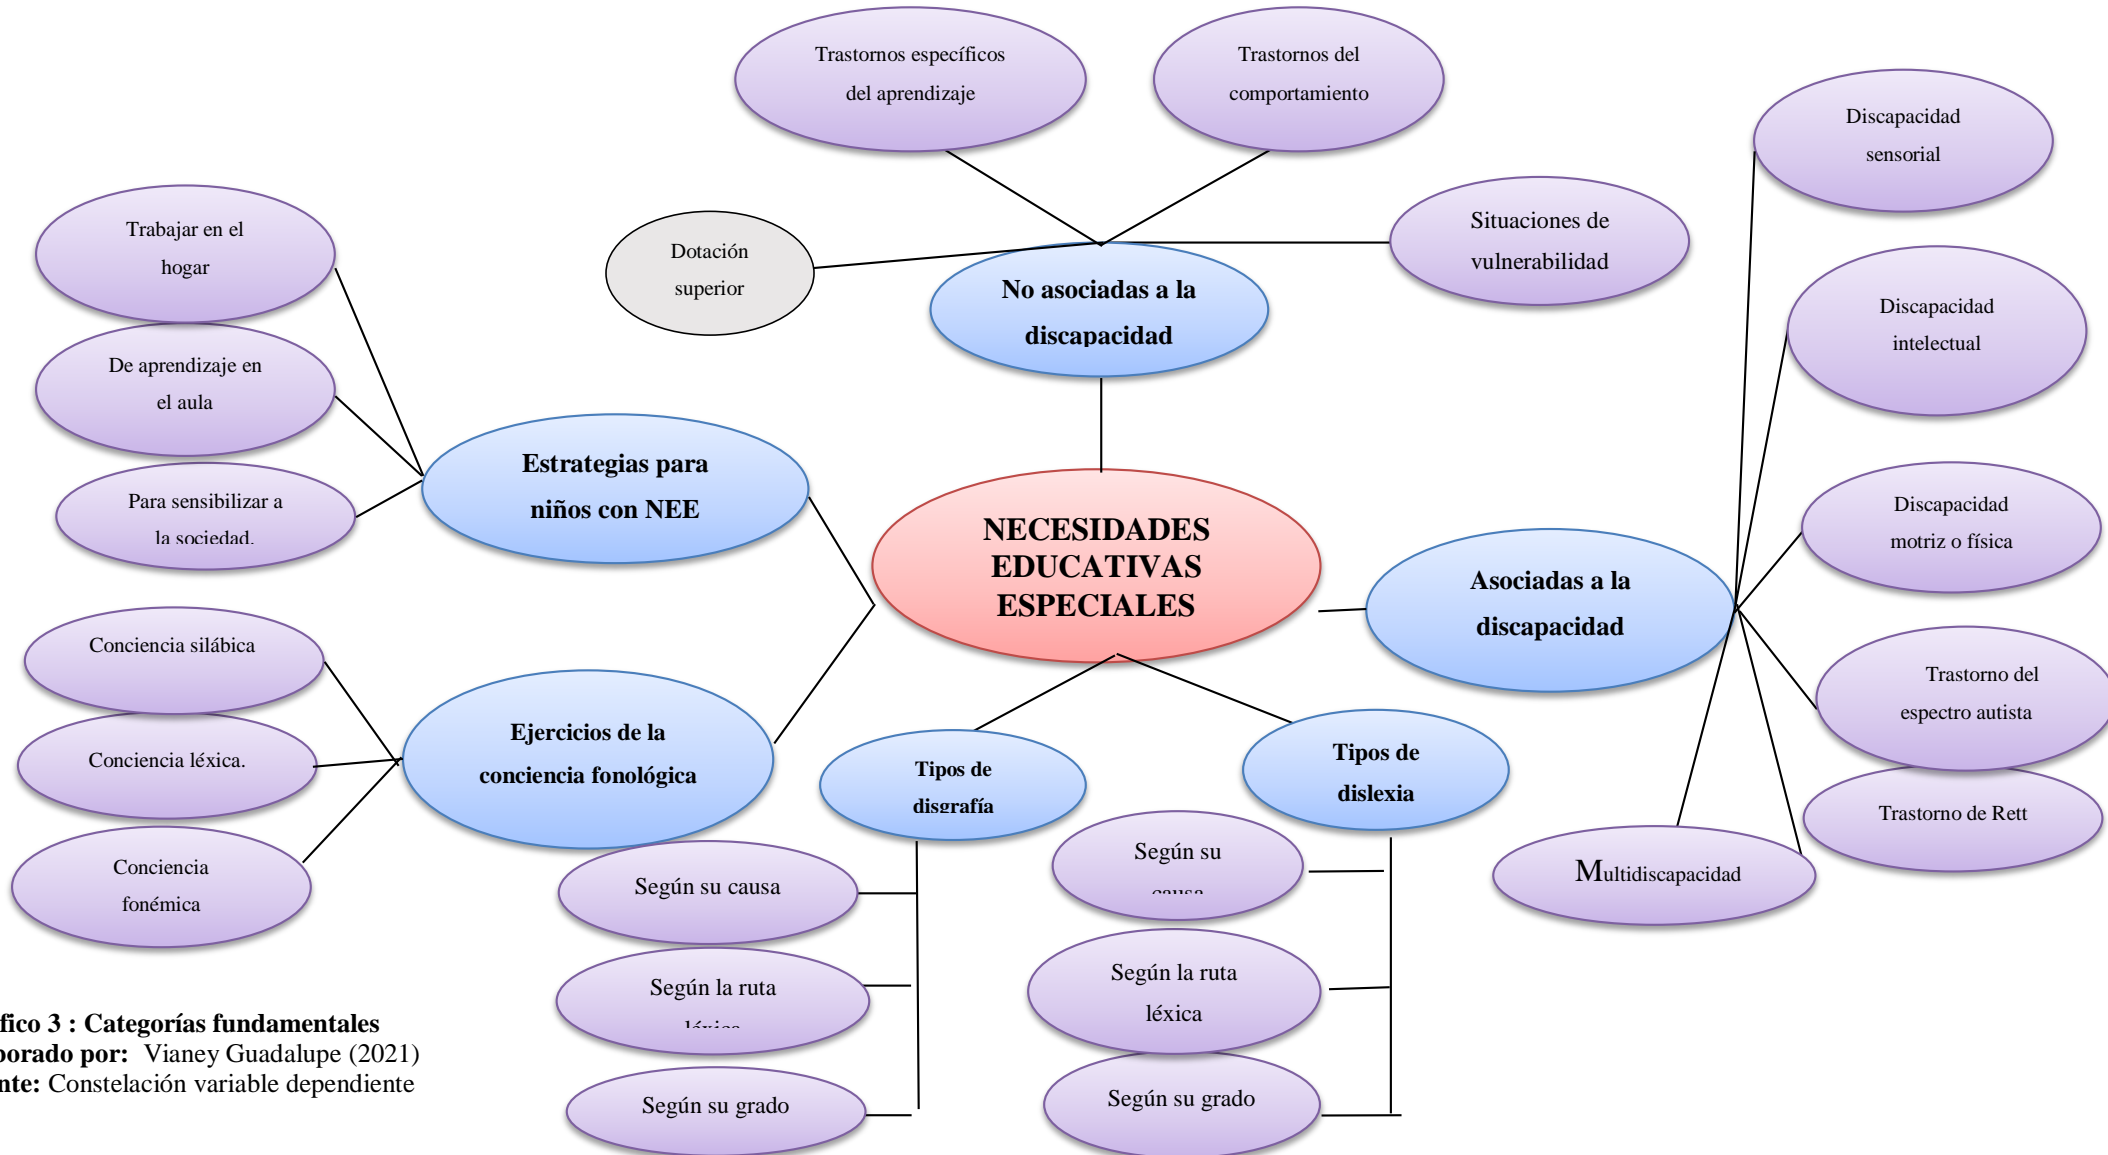 Trastornos específicos
del aprendizaje
Trastornos del
comportamiento
Discapacidad
sensorial
Trabajar en el
hogar
Dotación
superior
Situaciones de
vulnerabilidad
No asociadas a la
discapacidad
Discapacidad
intelectual
De aprendizaje en
el aula
Estrategias para
niños con NEE
Para sensibilizar a
la sociedad.
NECESIDADES
EDUCATIVAS
ESPECIALES
Discapacidad
motriz o física
Asociadas a la
discapacidad
Conciencia silábica
Trastorno del
espectro autista
Conciencia léxica.
Ejercicios de la
conciencia fonológica
Tipos de
disgrafía
Tipos de
dislexia
Trastorno de Rett
Multidiscapacidad
Conciencia
fonémica
Según su causa
Según su
causa
Según la ruta
léxica
Según la ruta
léxica
Según su grado
Según su grado
fico 3 : Categorías fundamentales
borado por: Vianey Guadalupe (2021)
nte: Constelación variable dependiente